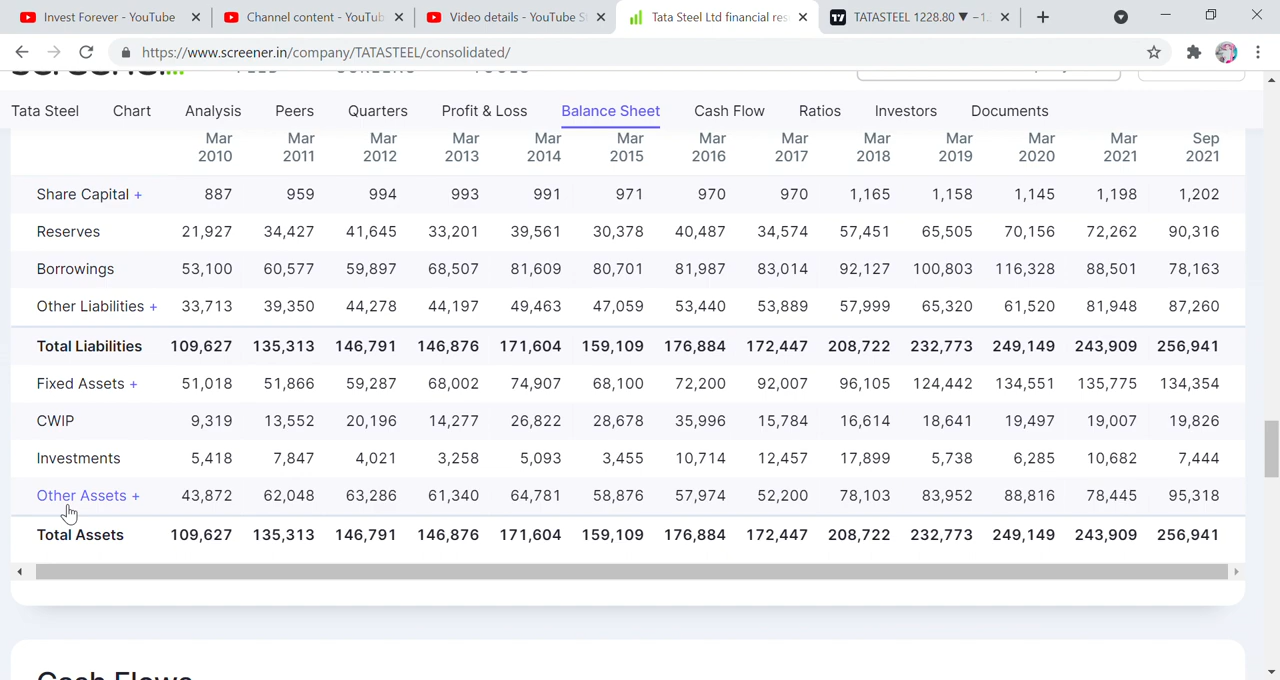 Invest Forever - YouTube
Channel content - YouTub
Video details - YouTube S
Tata Steel Ltd financial res
TATASTEEL 1228.80 ▼ −1.
https://www.screener.in/company/TATASTEEL/consolidated/
Tata Steel Chart Analysis Peers Quarters Profit & Loss Balance Sheet Cash Flow Ratios Investors Documents
Mar Mar Mar Mar Mar Mar Mar Mar Mar Mar Mar Mar Sep
2010 2011 2012 2013 2014 2015 2016 2017 2018 2019 2020 2021 2021
Share Capital + 887 959 994 993 991 971 970 970 1,165 1,158 1,145 1,198 1,202
Reserves 21,927 34,427 41,645 33,201 39,561 30,378 40,487 34,574 57,451 65,505 70,156 72,262 90,316
Borrowings 53,100 60,577 59,897 68,507 81,609 80,701 81,987 83,014 92,127 100,803 116,328 88,501 78,163
Other Liabilities + 33,713 39,350 44,278 44,197 49,463 47,059 53,440 53,889 57,999 65,320 61,520 81,948 87,260
Total Liabilities 109,627 135,313 146,791 146,876 171,604 159,109 176,884 172,447 208,722 232,773 249,149 243,909 256,941
Fixed Assets + 51,018 51,866 59,287 68,002 74,907 68,100 72,200 92,007 96,105 124,442 134,551 135,775 134,354
CWIP 9,319 13,552 20,196 14,277 26,822 28,678 35,996 15,784 16,614 18,641 19,497 19,007 19,826
Investments 5,418 7,847 4,021 3,258 5,093 3,455 10,714 12,457 17,899 5,738 6,285 10,682 7,444
Other Assets + 43,872 62,048 63,286 61,340 64,781 58,876 57,974 52,200 78,103 83,952 88,816 78,445 95,318
Total Assets 109,627 135,313 146,791 146,876 171,604 159,109 176,884 172,447 208,722 232,773 249,149 243,909 256,941
Cash Flows